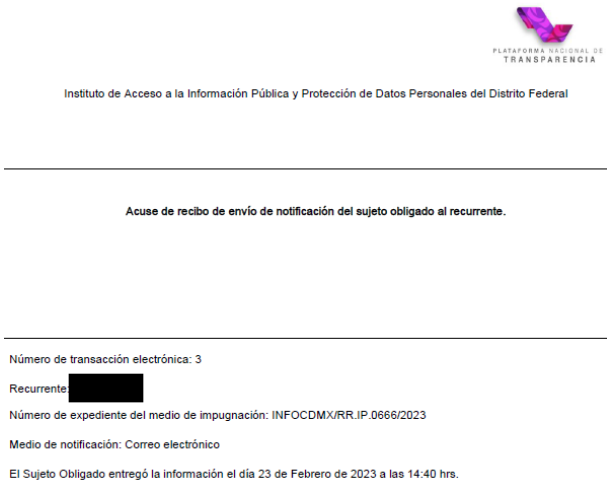 PLATAFORMA NACIONAL DE
TRANSPARENCIA
Instituto de Acceso a la Información Pública y Protección de Datos Personales del Distrito Federal
Acuse de recibo de envío de notificación del sujeto obligado al recurrente.
Número de transacción electrónica: 3
Recurrente:
Número de expediente del medio de impugnación: INFOCDMX/RR.IP.0666/2023
Medio de notificación: Correo electrónico
El Sujeto Obligado entregó la información el día 23 de Febrero de 2023 a las 14:40 hrs.